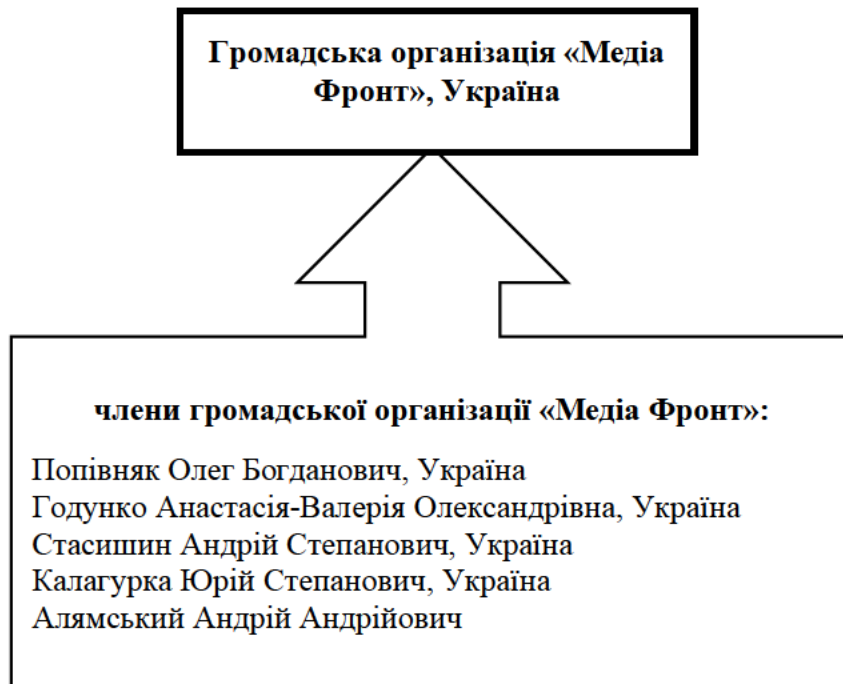 Громадська організація «Медіа
Фронт», Україна
члени громадської організації «Медіа Фронт»:
Попівняк Олег Богданович, Україна
Годунко Анастасія-Валерія Олександрівна, Україна
Стасишин Андрій Степанович, Україна
Калагурка Юрій Степанович, Україна
Алямський Андрій Андрійович